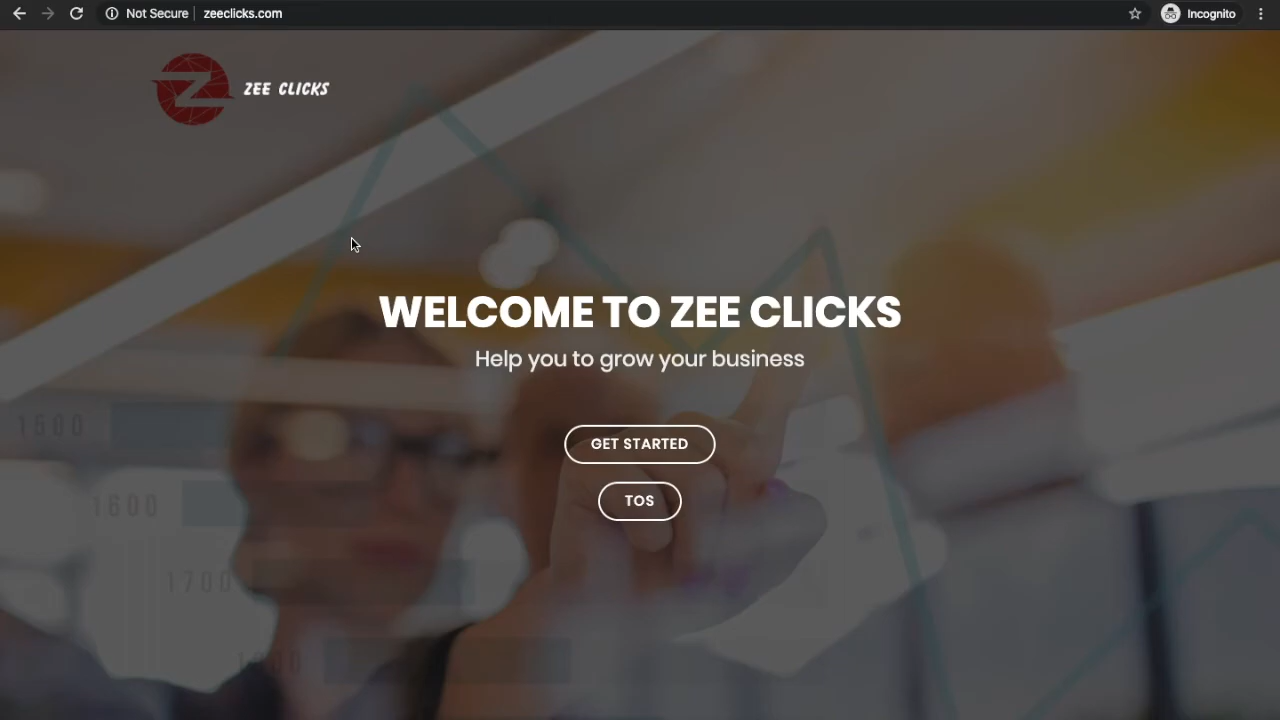 Not Secure zeeclicks.com Incognito
ZEE CLICKS
WELCOME TO ZEE CLICKS
Help you to grow your business
1500
GET STARTED
1600
TOS
1700